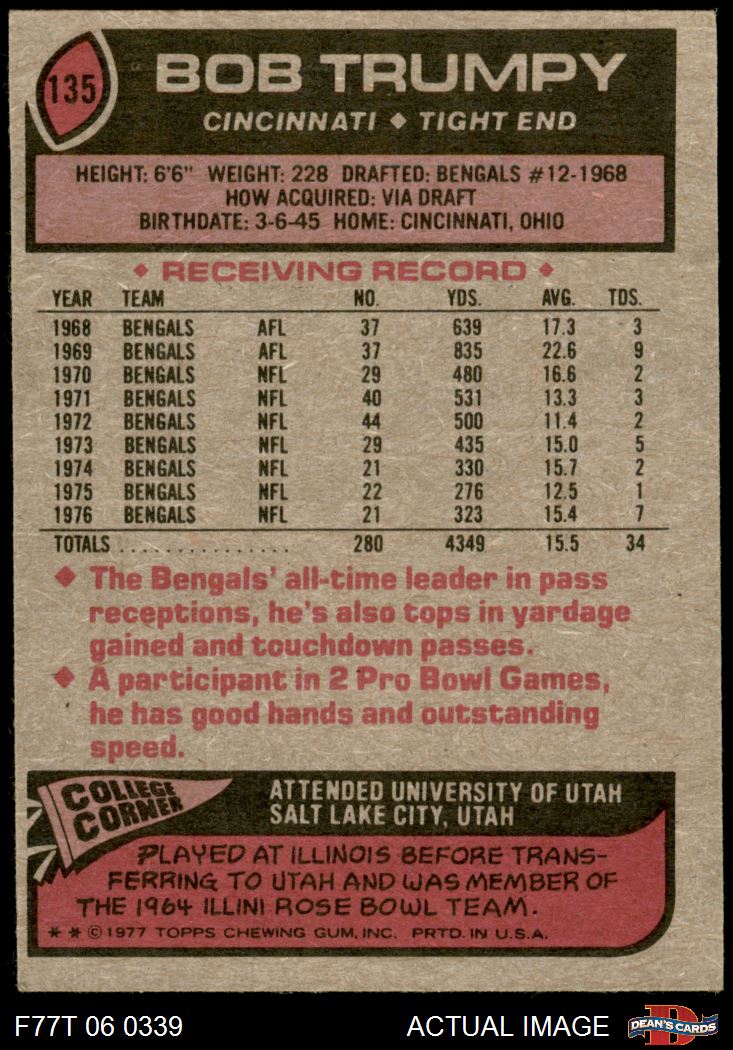 135
BOB TRUMPY
CINCINNATI ◆ TIGHT END
HEIGHT: 6'6" WEIGHT: 228 DRAFTED: BENGALS #12-1968
HOW ACQUIRED: VIA DRAFT
BIRTHDATE: 3-6-45 HOME: CINCINNATI, OHIO
◆ RECEIVING RECORD ◆
YEAR TEAM NO. YDS. AVG. TDS.
1968 BENGALS AFL 37 639 17.3 3
1969 BENGALS AFL 37 835 22.6 9
1970 BENGALS NFL 29 480 16.6 2
1971 BENGALS NFL 40 531 13.3 3
1972 BENGALS NFL 44 500 11.4 2
1973 BENGALS NFL 29 435 15.0 5
1974 BENGALS NFL 21 330 15.7 2
1975 BENGALS NFL 22 276 12.5 1
1976 BENGALS NFL 21 323 15.4 7
TOTALS . . . . . . . . . . . . . . . 280 4349 15.5 34
◆ The Bengals' all-time leader in pass
receptions, he's also tops in yardage
gained and touchdown passes.
◆ A participant in 2 Pro Bowl Games,
he has good hands and outstanding
speed.
COLLEGE
CORNER
ATTENDED UNIVERSITY OF UTAH
SALT LAKE CITY, UTAH
PLAYED AT ILLINOIS BEFORE TRANS-
FERRING TO UTAH AND WAS MEMBER OF
THE 1964 ILLINI ROSE BOWL TEAM.
* * © 1977 TOPPS CHEWING GUM, INC. PRTD. IN U.S.A.
F77T 06 0339 ACTUAL IMAGE
D
DEAN'S CARDS